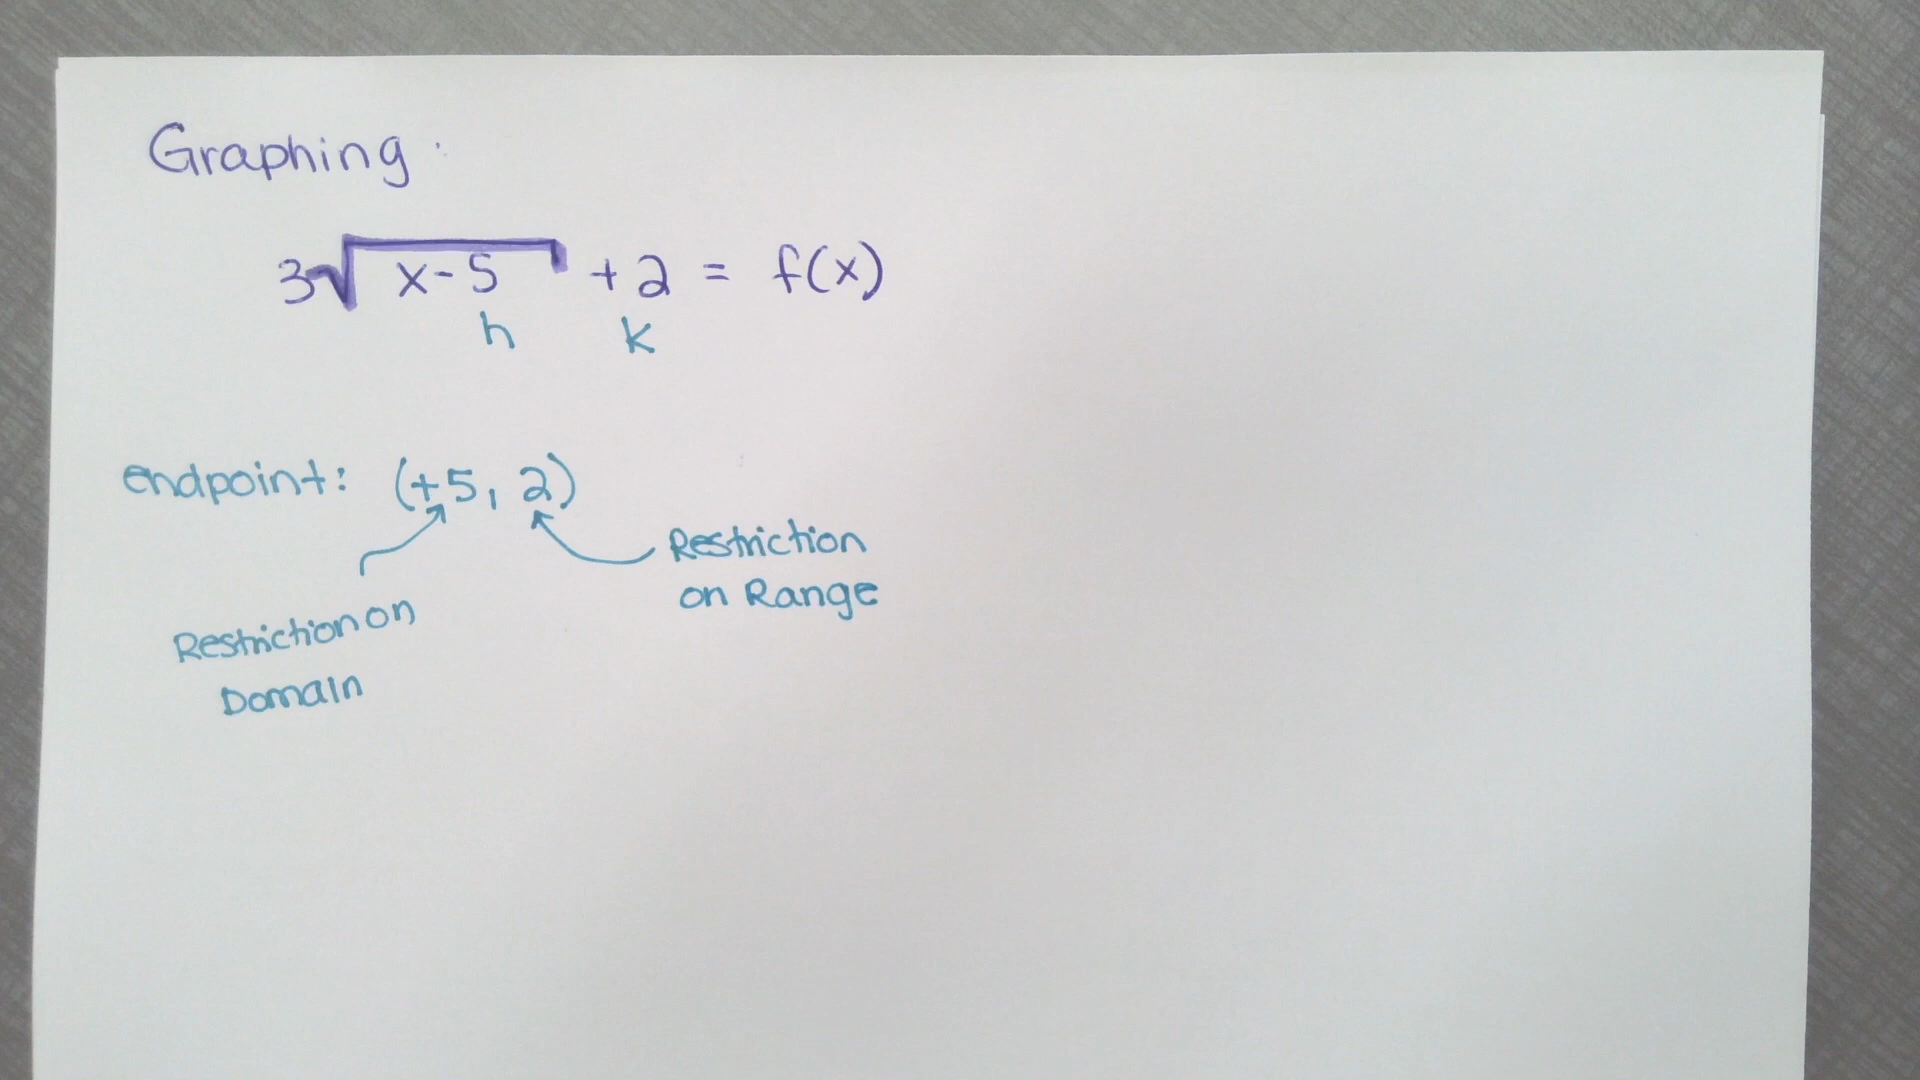 Graphing:
3√x-5 + 2 = f(x)
h k
endpoint: (+5, 2)
Restriction
on Range
Restriction on
Domain